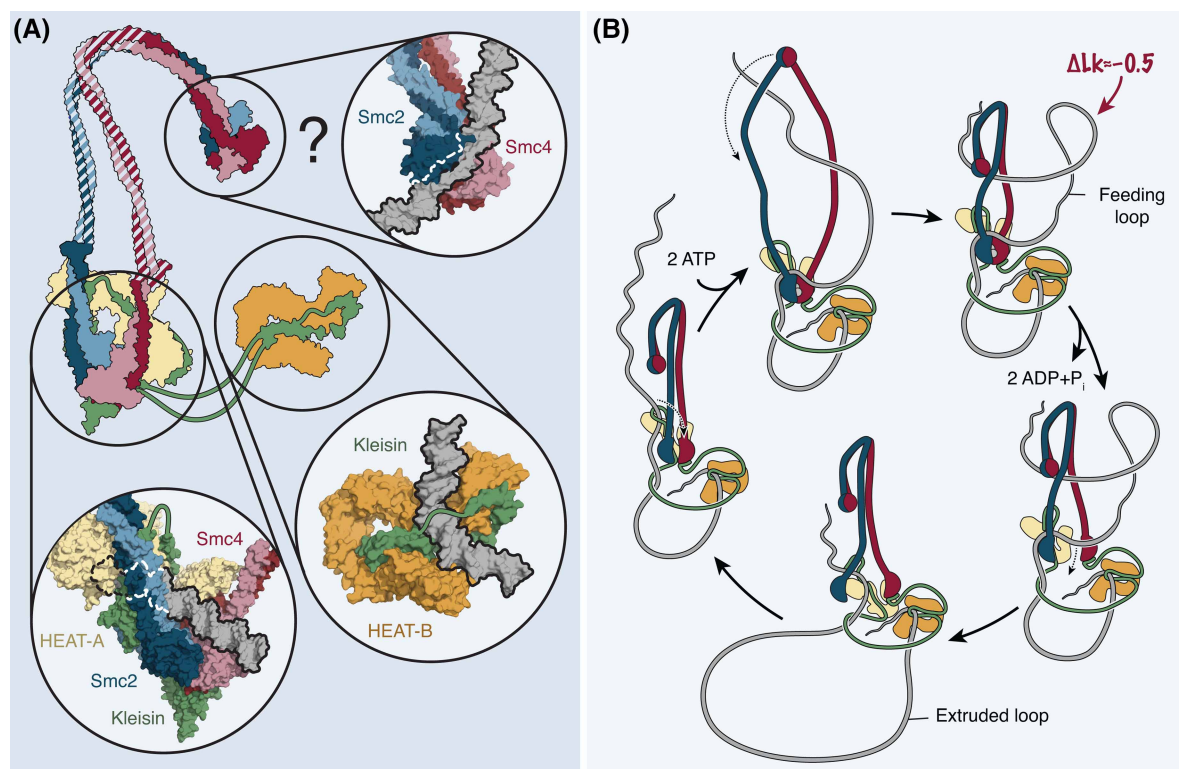 (A)
Smc2
Smc4
?
Kleisin
HEAT-B
Smc4
HEAT-A
Smc2
Kleisin
(B)
ΔLk≈-0.5
Feeding
loop
2 ATP
2 ADP+Pi
Extruded loop